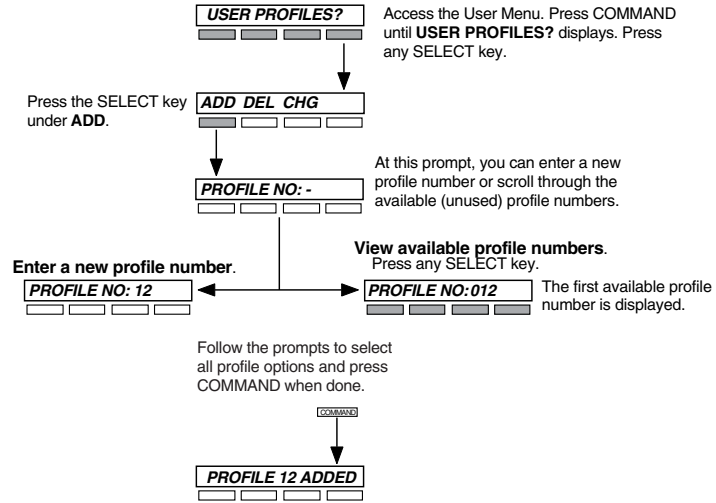 USER PROFILES?
Access the User Menu. Press COMMAND
until USER PROFILES? displays. Press
any SELECT key.
Press the SELECT key
under ADD.
ADD DEL CHG
At this prompt, you can enter a new
profile number or scroll through the
available (unused) profile numbers.
PROFILE NO: -
Enter a new profile number.
PROFILE NO: 12
View available profile numbers.
Press any SELECT key.
PROFILE NO:012
The first available profile
number is displayed.
Follow the prompts to select
all profile options and press
COMMAND when done.
COMMAND
PROFILE 12 ADDED